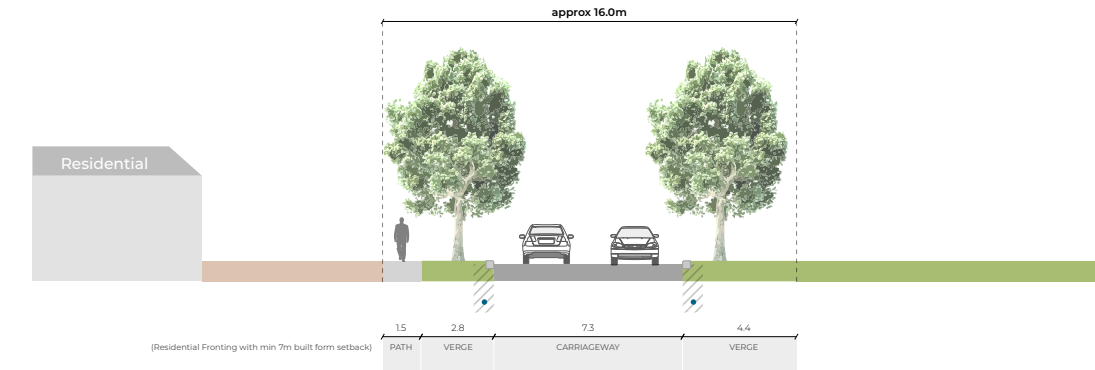 approx 16.0m
Residential
1.5 2.8 7.3 4.4
(Residential Fronting with min 7m built form setback) PATH VERGE CARRIAGEWAY VERGE